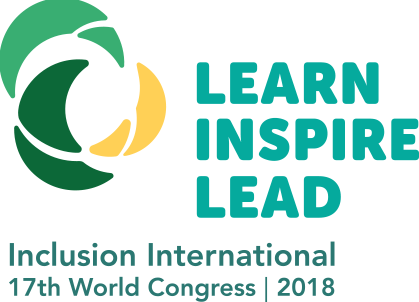 LEARN
INSPIRE
LEAD
Inclusion International
17th World Congress | 2018